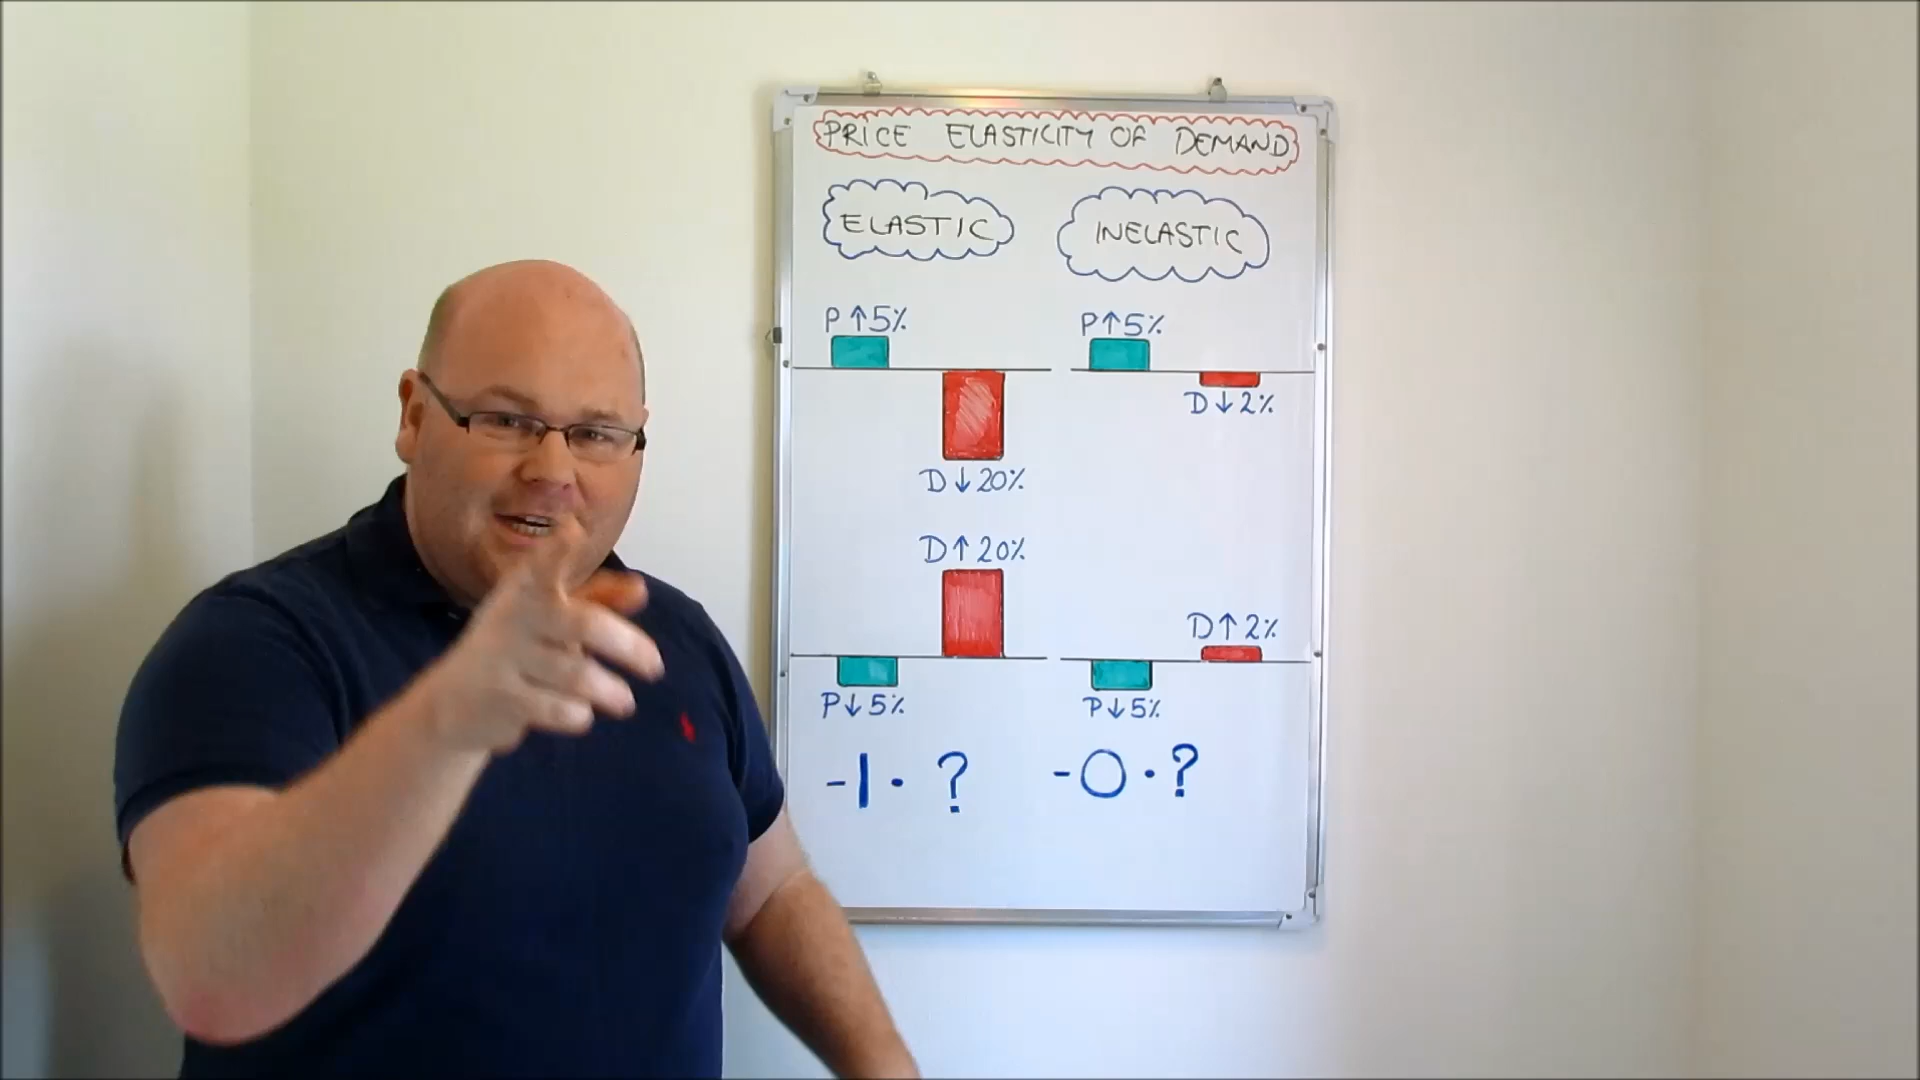 PRICE ELASTICITY OF DEMAND
ELASTIC
INELASTIC
P↑5%
P↑5%
D↓2%
D↓20%
D↑20%
D↑2%
P↓5%
P↓5%
-1.?
-0.?